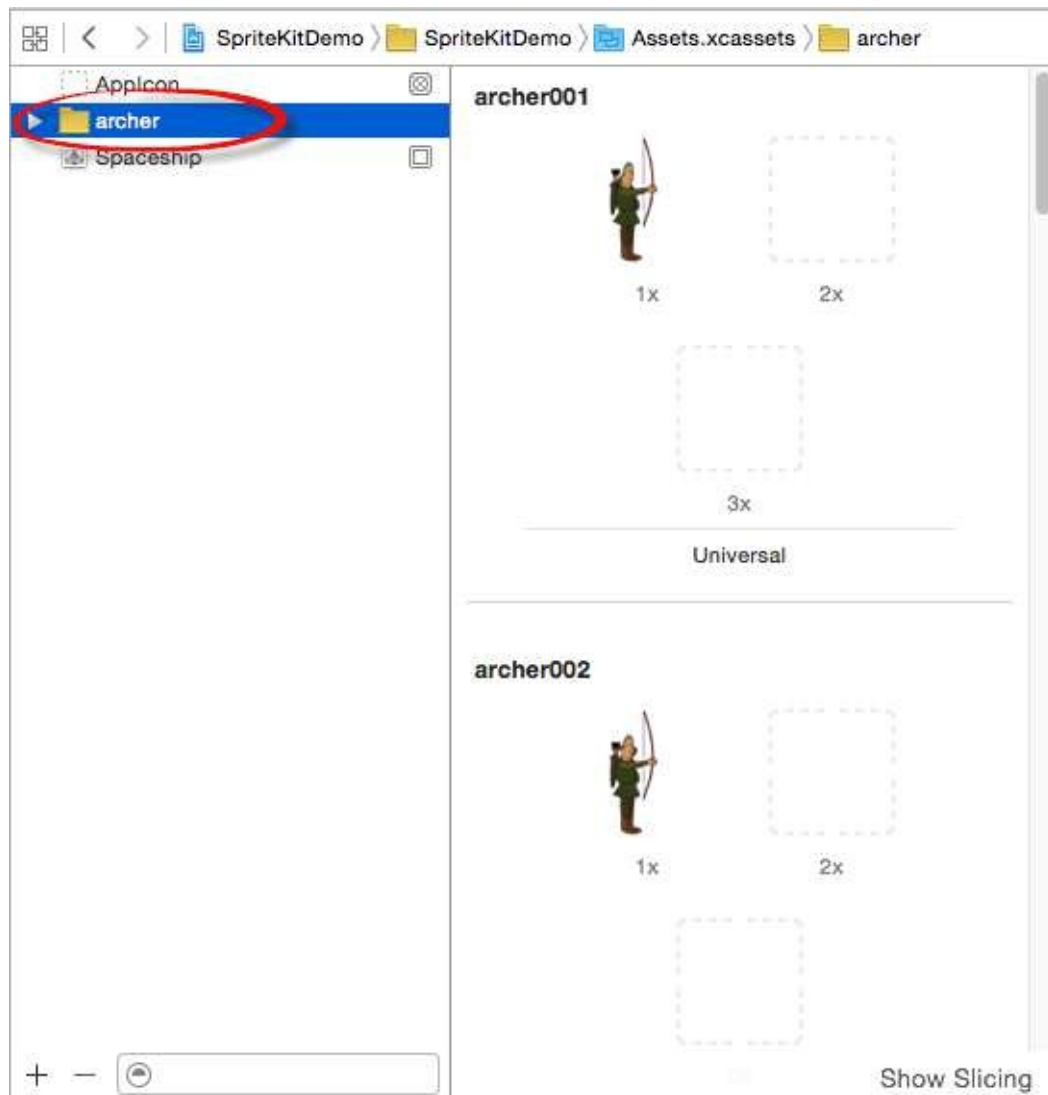 SpriteKitDemo SpriteKitDemo Assets.xcassets archer
AppIcon
archer
Spaceship
archer001
1x 2x
3x
Universal
archer002
1x 2x
Show Slicing